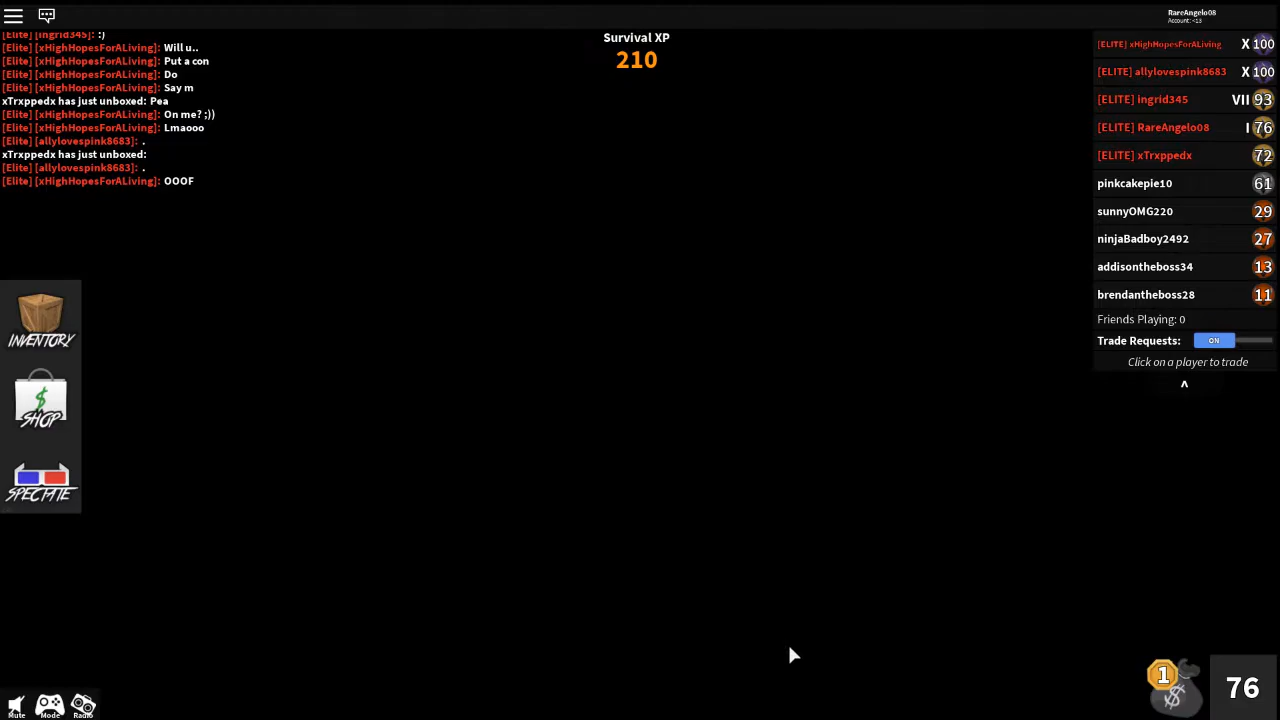 RareAngelo08
Account: <13
[Elite] [ingrid345]: :)
[Elite] [xHighHopesForALiving]: Will u..
[Elite] [xHighHopesForALiving]: Put a con
[Elite] [xHighHopesForALiving]: Do
[Elite] [xHighHopesForALiving]: Say m
xTrxppedx has just unboxed: Pea
[Elite] [xHighHopesForALiving]: On me? ;))
[Elite] [xHighHopesForALiving]: Lmaooo
[Elite] [allylovespink8683]: .
xTrxppedx has just unboxed:
[Elite] [allylovespink8683]: .
[Elite] [xHighHopesForALiving]: OOOF
Survival XP
210
[ELITE] xHighHopesForALiving X 100
[ELITE] allylovespink8683 X 100
[ELITE] ingrid345 VII 93
[ELITE] RareAngelo08 I 76
[ELITE] xTrxppedx 72
pinkcakepie10 61
sunnyOMG220 29
ninjaBadboy2492 27
addisontheboss34 13
brendantheboss28 11
Friends Playing: 0
Trade Requests: ON
Click on a player to trade
^
INVENTORY
$
SHOP
SPECTATE
Mute Mode Radio
1
$
76